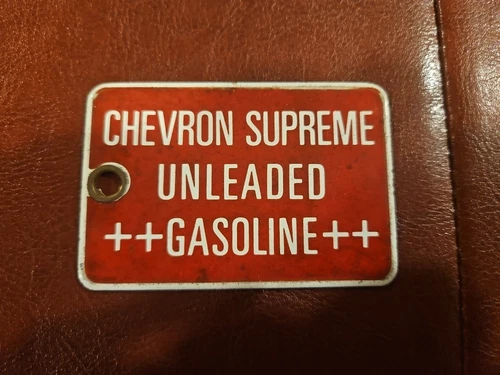 CHEVRON SUPREME
UNLEADED
++GASOLINE++